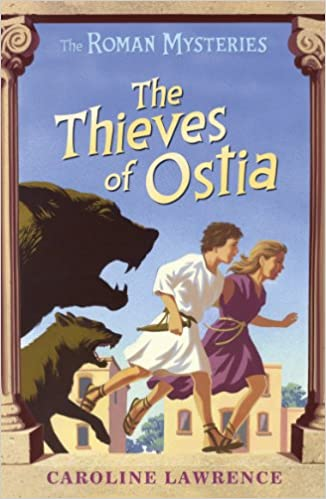 The ROMAN MYSTERIES
The
Thieves
of Ostia
CAROLINE LAWRENCE